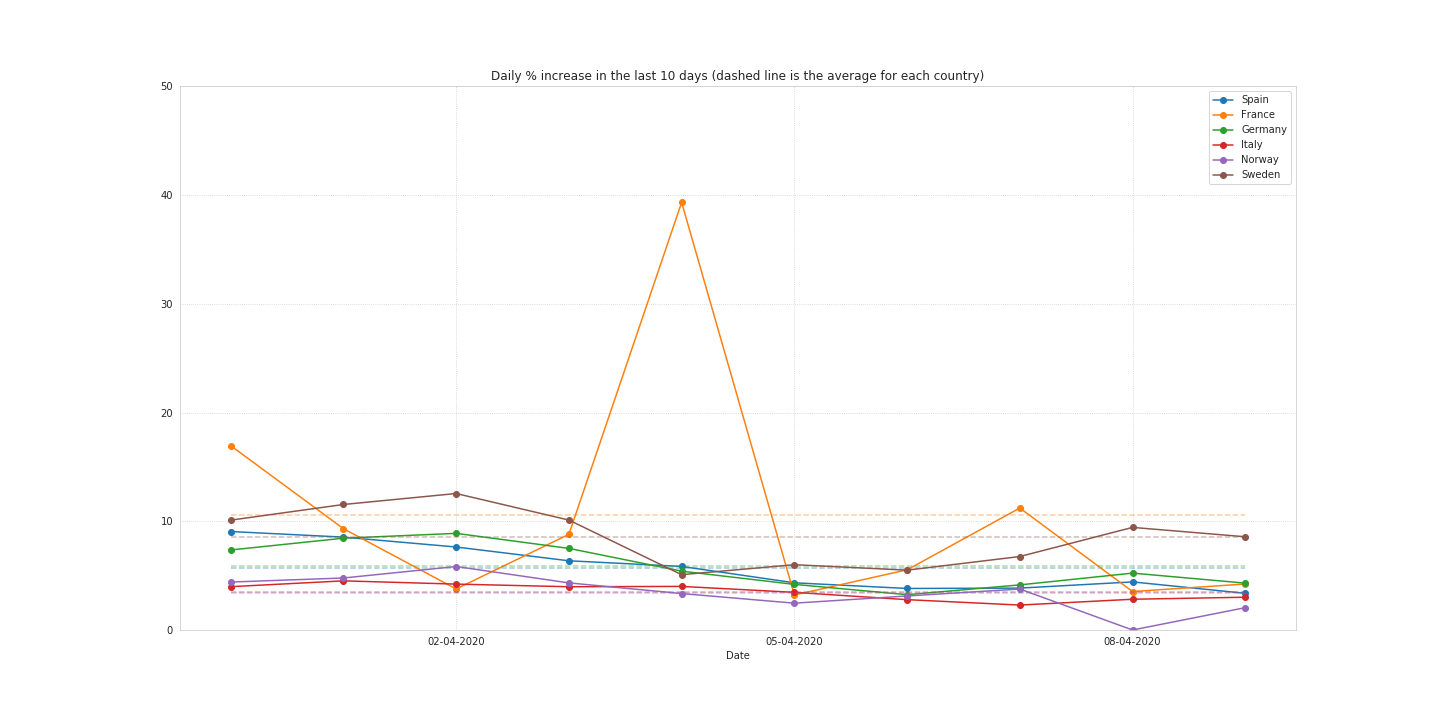 Daily % increase in the last 10 days (dashed line is the average for each country)
50
40
30
20
10
0
Spain
France
Germany
Italy
Norway
Sweden
02-04-2020
05-04-2020
08-04-2020
Date